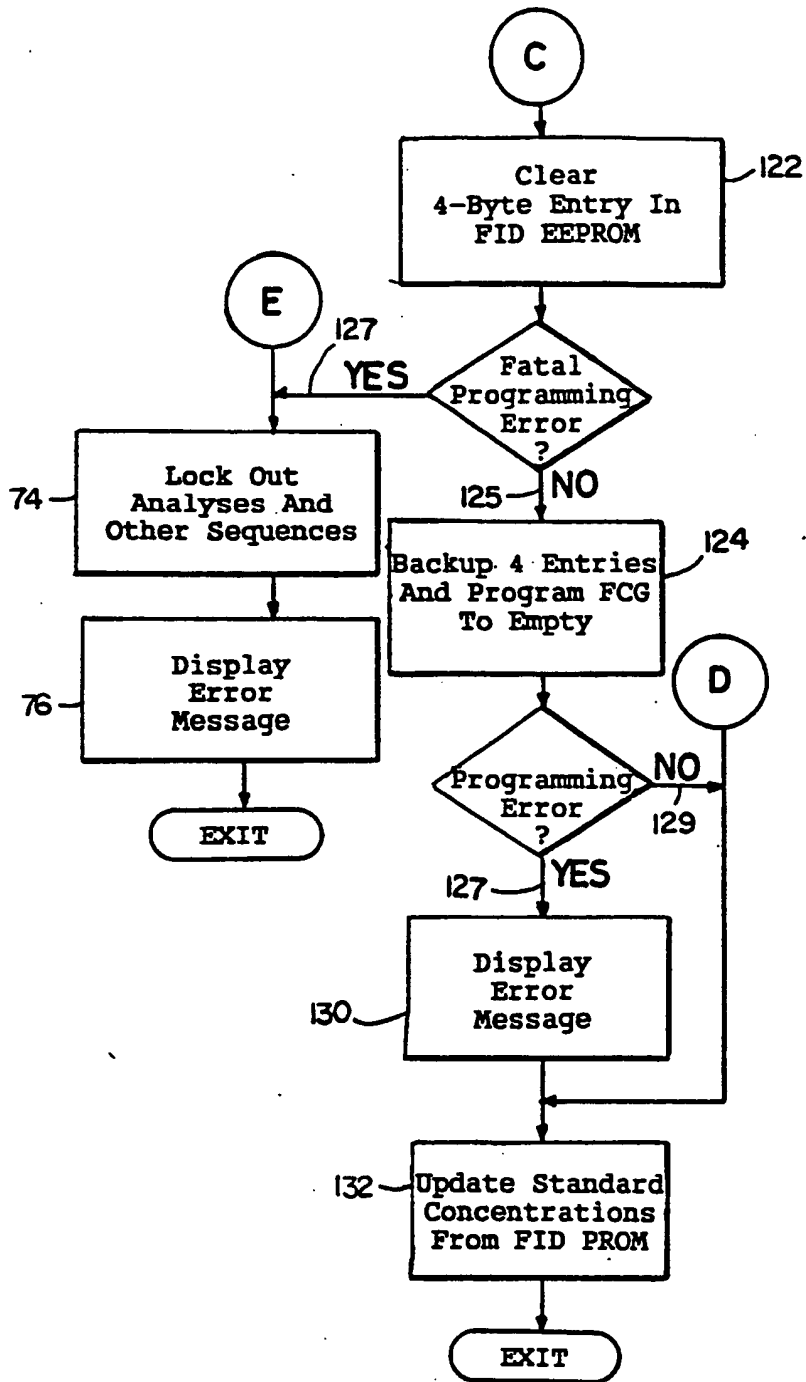 C
Clear
4-Byte Entry In
FID EEPROM
122
E
127
YES
Fatal
Programming
Error
?
74
Lock Out
Analyses And
Other Sequences
125
NO
Backup 4 Entries
And Program FCG
To Empty
124
76
Display
Error
Message
D
EXIT
Programming
Error
?
NO
129
127
YES
Display
Error
Message
130
132
Update Standard
Concentrations
From FID PROM
EXIT